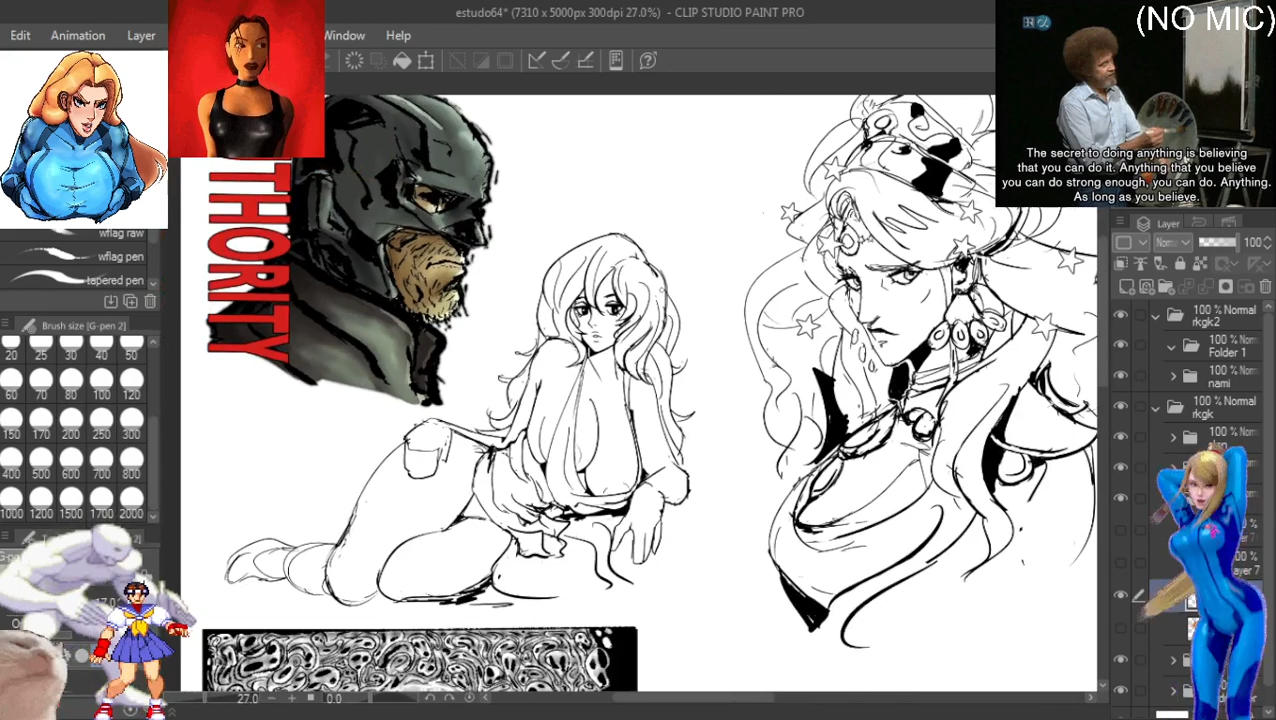 estudo64* (7310 x 5000px 300dpi 27.0%) - CLIP STUDIO PAINT PRO
(NO MIC)
Edit Animation Layer Window Help
The secret to doing anything is believing
that you can do it. Anything that you believe
you can do strong enough, you can do. Anything.
As long as you believe.
THORITY
wflag raw
wflag pen
tapered pen
Brush size [G-pen 2]
20 25 30 40 50
60 70 80 100 120
150 170 200 250 300
400 500 600 700 800
1000 1200 1500 1700 2000
Layer
Norm 100
100 % Normal
rkgk2
100 % Normal
Folder 1
100 % Norm
nami
100 % Normal
rkgk
100 % Norm
27.0 0.0